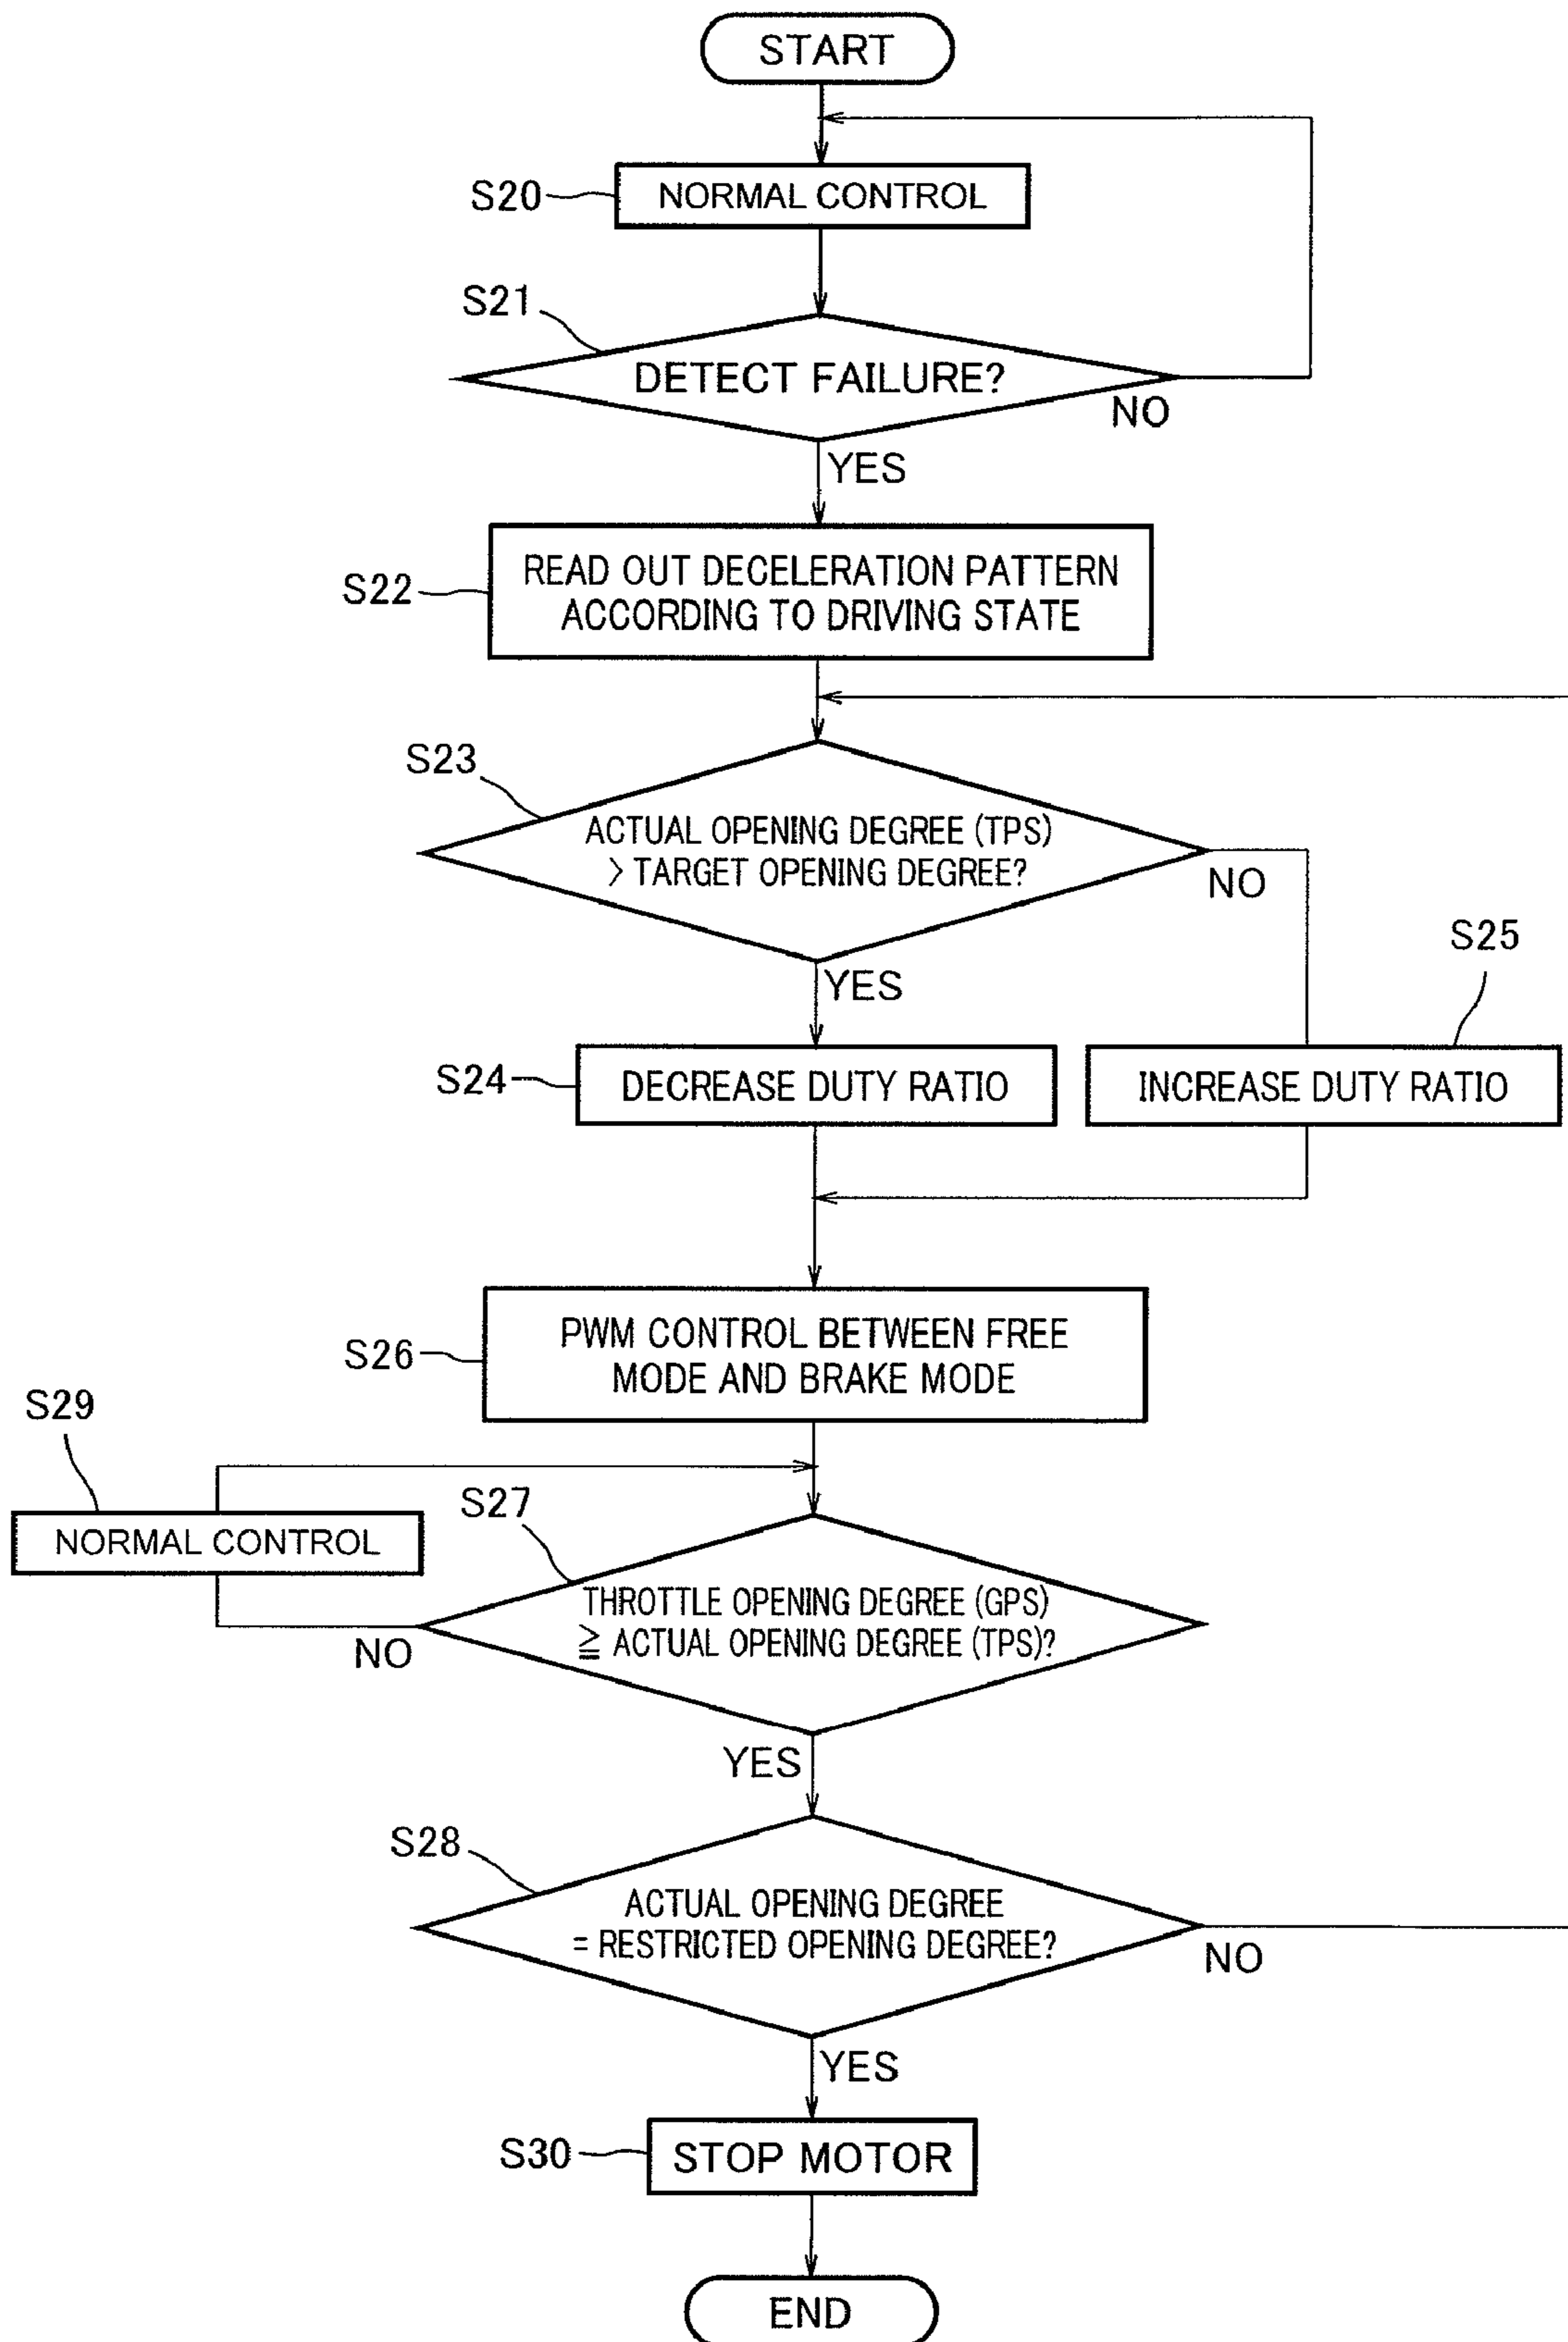 START
S20
NORMAL CONTROL
S21
DETECT FAILURE?
NO
YES
S22
READ OUT DECELERATION PATTERN
ACCORDING TO DRIVING STATE
S23
ACTUAL OPENING DEGREE (TPS)
> TARGET OPENING DEGREE?
NO
YES
S25
S24
DECREASE DUTY RATIO
INCREASE DUTY RATIO
S26
PWM CONTROL BETWEEN FREE
MODE AND BRAKE MODE
S29
NORMAL CONTROL
S27
THROTTLE OPENING DEGREE (GPS)
≧ ACTUAL OPENING DEGREE (TPS)?
NO
YES
S28
ACTUAL OPENING DEGREE
= RESTRICTED OPENING DEGREE?
NO
YES
S30
STOP MOTOR
END